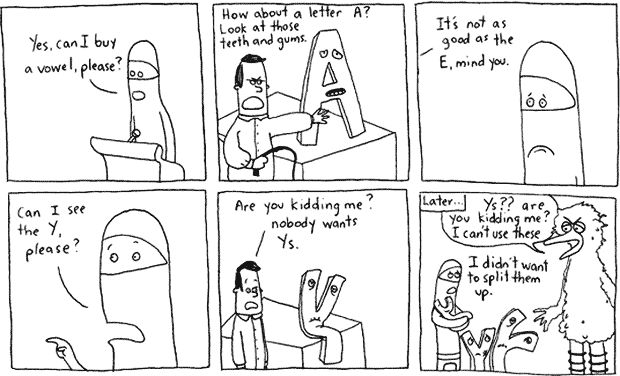 Yes, can I buy
a vowel, please?
How about a letter A?
Look at those
teeth and gums.
It's not as
good as the
E, mind you.
Can I see
the Y,
please?
Are you kidding me?
nobody wants
Ys.
Later...
Ys?? are
you kidding me?
I can't use these
I didn't want
to split them
up.